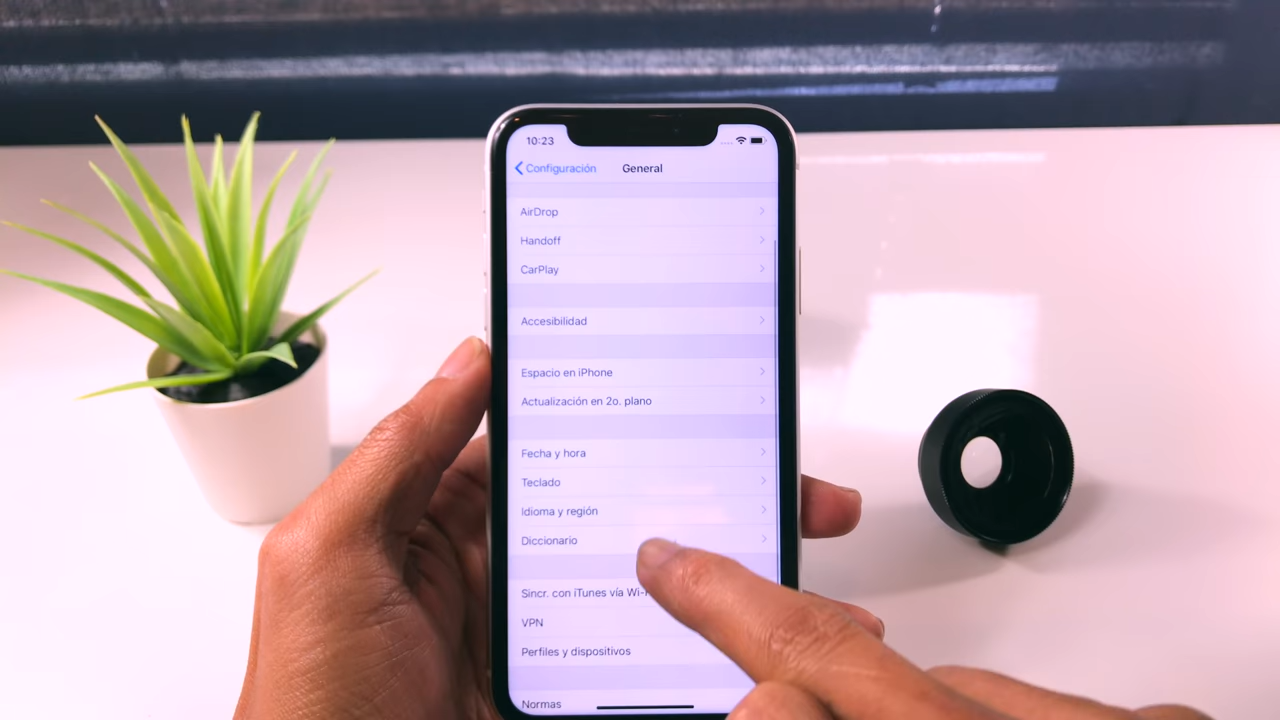 10:23
Configuración General
AirDrop
Handoff
CarPlay
Accesibilidad
Espacio en iPhone
Actualización en 2o. plano
Fecha y hora
Teclado
Idioma y región
Diccionario
Sincr. con iTunes vía
VPN
Perfiles y dispositivos
Normas